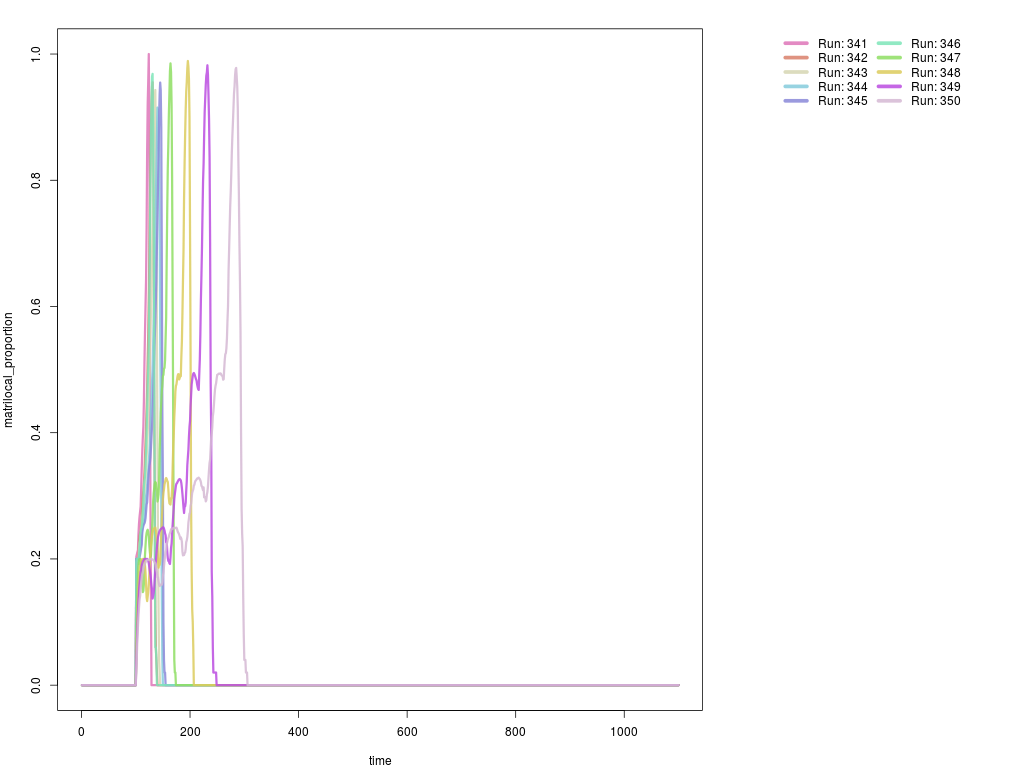 1.0
0.8
0.6
0.4
0.2
0.0
matrilocal_proportion
0 200 400 600 800 1000
time
Run: 341 Run: 346
Run: 342 Run: 347
Run: 343 Run: 348
Run: 344 Run: 349
Run: 345 Run: 350